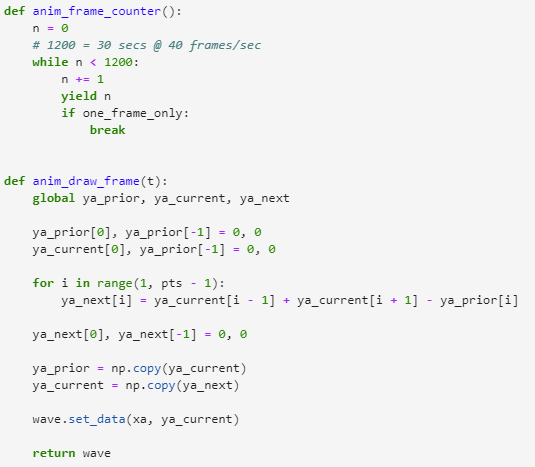 def anim_frame_counter():
    n = 0
    # 1200 = 30 secs @ 40 frames/sec
    while n < 1200:
        n += 1
        yield n
        if one_frame_only:
            break

def anim_draw_frame(t):
    global ya_prior, ya_current, ya_next

    ya_prior[0], ya_prior[-1] = 0, 0
    ya_current[0], ya_prior[-1] = 0, 0

    for i in range(1, pts - 1):
        ya_next[i] = ya_current[i - 1] + ya_current[i + 1] - ya_prior[i]

    ya_next[0], ya_next[-1] = 0, 0

    ya_prior = np.copy(ya_current)
    ya_current = np.copy(ya_next)

    wave.set_data(xa, ya_current)

    return wave